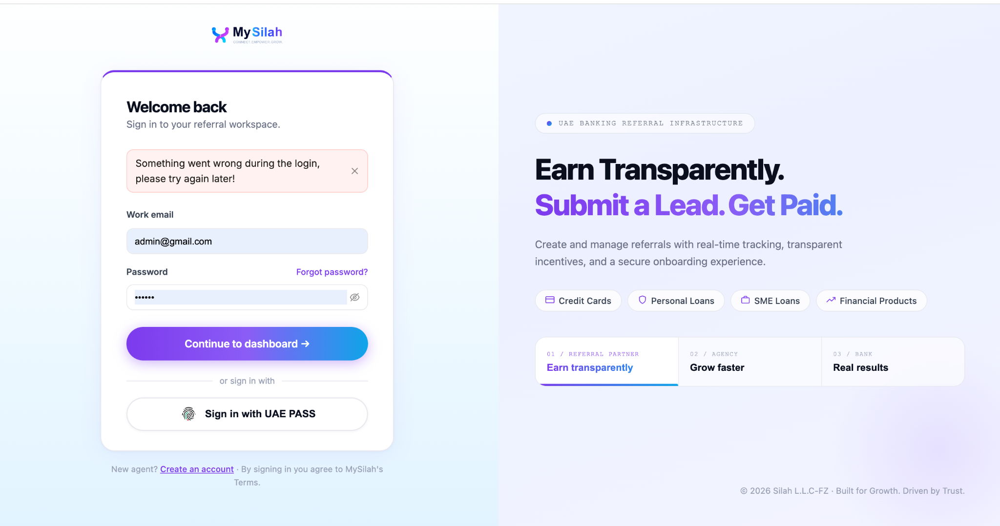 MySilah
CONNECT.EMPOWER.GROW.
Welcome back
Sign in to your referral workspace.
Something went wrong during the login,
please try again later!
Work email
admin@gmail.com
Password
Forgot password?
••••••
Continue to dashboard →
or sign in with
Sign in with UAE PASS
New agent? Create an account · By signing in you agree to MySilah's
Terms.
UAE BANKING REFERRAL INFRASTRUCTURE
Earn Transparently.
Submit a Lead. Get Paid.
Create and manage referrals with real-time tracking, transparent
incentives, and a secure onboarding experience.
Credit Cards
Personal Loans
SME Loans
Financial Products
01 / REFERRAL PARTNER
Earn transparently
02 / AGENCY
Grow faster
03 / BANK
Real results
© 2026 Silah L.L.C-FZ · Built for Growth. Driven by Trust.